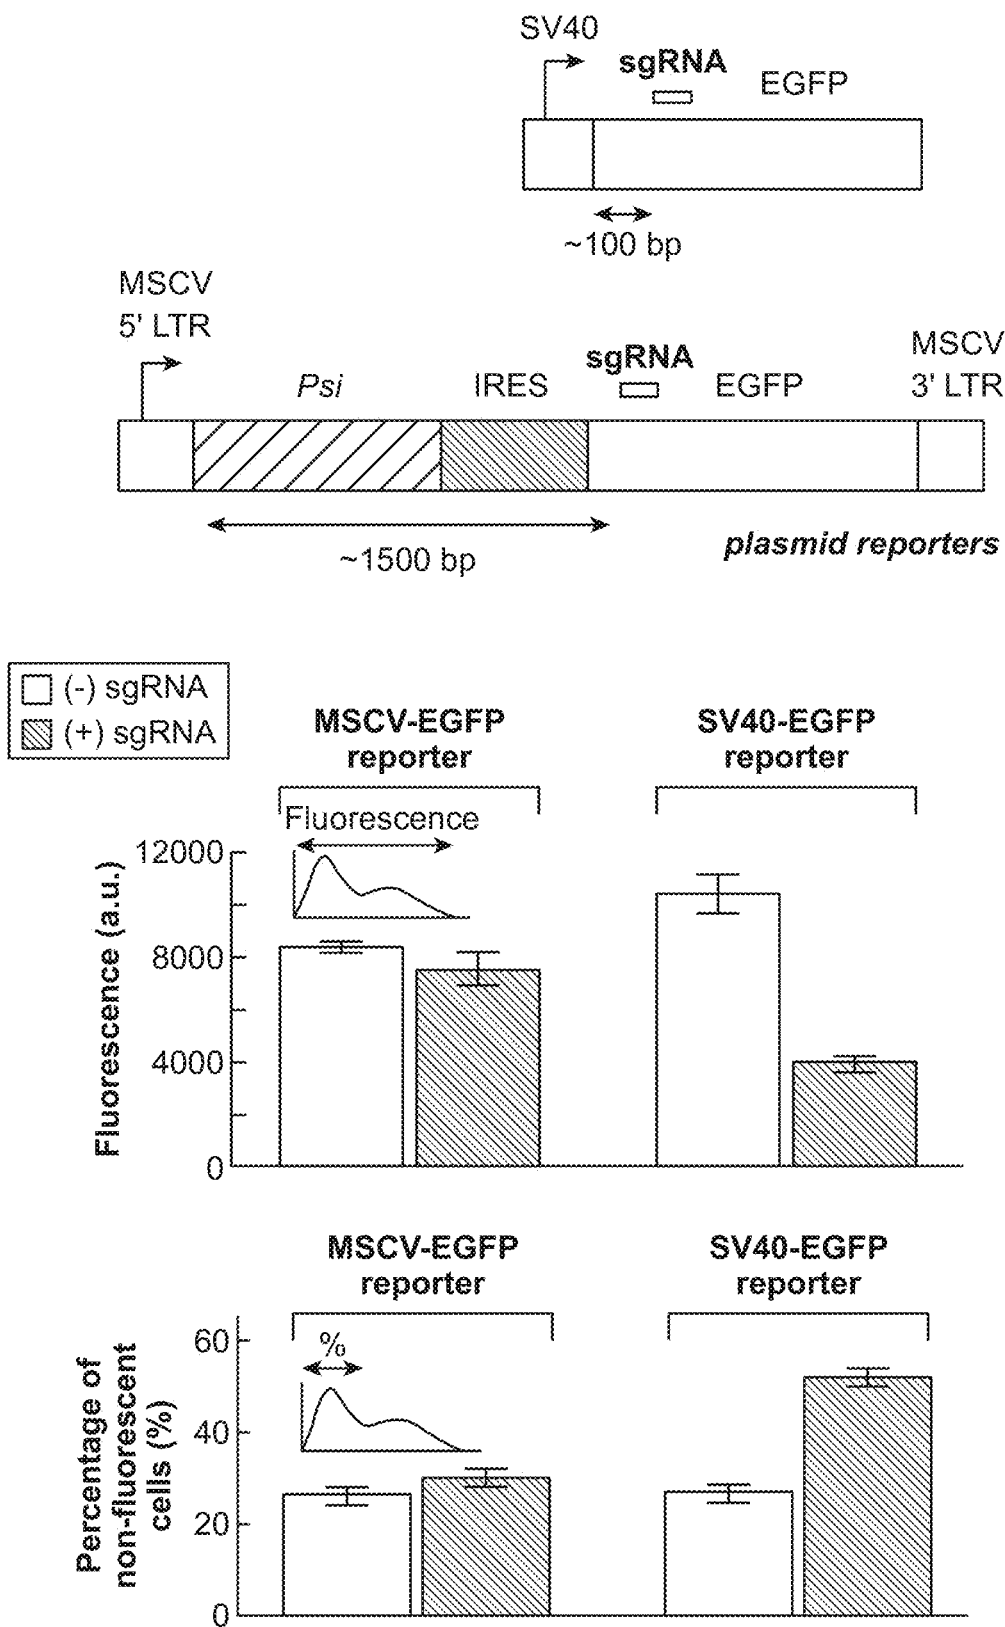 SV40
sgRNA
EGFP
~100 bp
MSCV
5' LTR
Psi
IRES
sgRNA
EGFP
MSCV
3' LTR
~1500 bp
plasmid reporters
(-) sgRNA
(+) sgRNA
MSCV-EGFP
reporter
SV40-EGFP
reporter
Fluorescence
Fluorescence (a.u.)
12000
8000
4000
0
MSCV-EGFP
reporter
SV40-EGFP
reporter
%
Percentage of
non-fluorescent
cells (%)
60
40
20
0